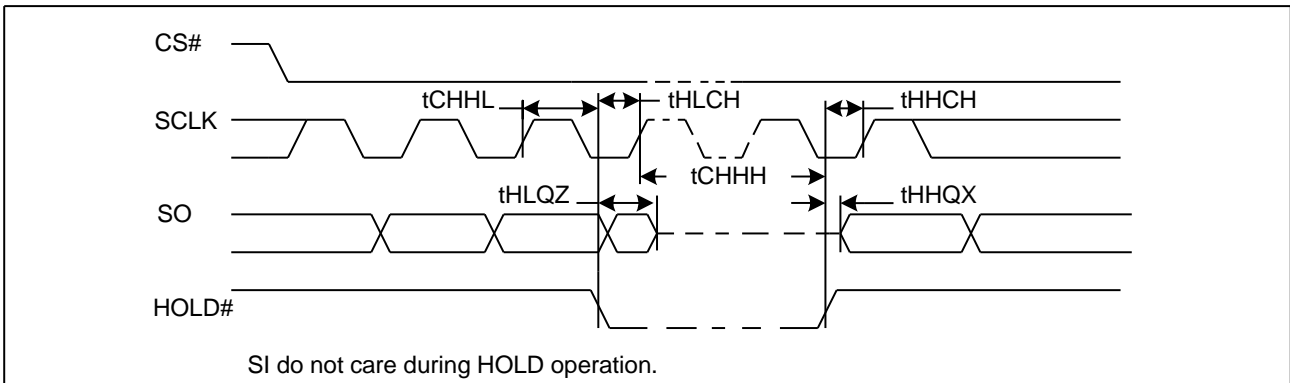 CS#
tCHHL
tHLCH
tHHCH
SCLK
tCHHH
tHLQZ
tHHQX
SO
HOLD#
SI do not care during HOLD operation.